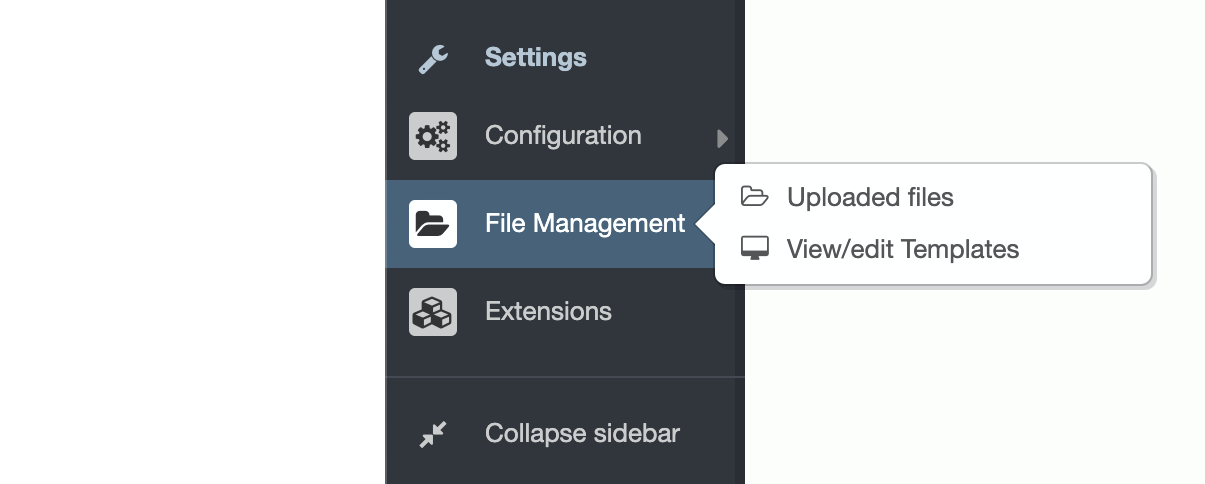 Settings
Configuration
File Management
Uploaded files
View/edit Templates
Extensions
Collapse sidebar